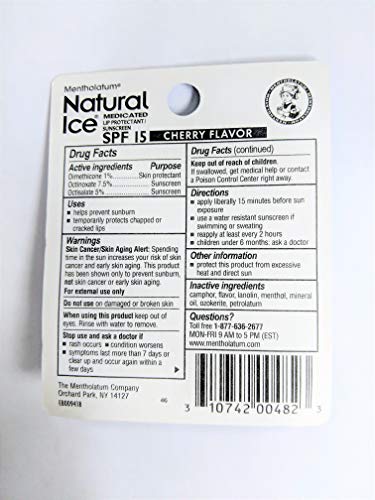 Mentholatum®
Natural
Ice®
MEDICATED
LIP PROTECTANT/
SUNSCREEN
SPF 15
CHERRY FLAVOR
Drug Facts
Active ingredients Purpose
Dimethicone 1% Skin protectant
Octinoxate 7.5% Sunscreen
Octisalate 5% Sunscreen
Uses
▪ helps prevent sunburn
▪ temporarily protects chapped or
cracked lips
Warnings
Skin Cancer/Skin Aging Alert: Spending
time in the sun increases your risk of skin
cancer and early skin aging. This product
has been shown only to prevent sunburn,
not skin cancer or early skin aging.
For external use only
Do not use on damaged or broken skin
When using this product keep out of
eyes. Rinse with water to remove.
Stop use and ask a doctor if
▪ rash occurs ▪ condition worsens
▪ symptoms last more than 7 days or
clear up and occur again within a
few days
The Mentholatum Company
Orchard Park, NY 14127
Drug Facts (continued)
Keep out of reach of children.
If swallowed, get medical help or contact
a Poison Control Center right away.
Directions
▪ apply liberally 15 minutes before sun
exposure
▪ use a water resistant sunscreen if
swimming or sweating
▪ reapply at least every 2 hours
▪ children under 6 months: ask a doctor
Other information
▪ protect this product from excessive
heat and direct sun
Inactive ingredients
camphor, flavor, lanolin, menthol, mineral
oil, ozokerite, petrolatum
Questions?
Toll free 1-877-636-2677
MON-FRI 9 AM to 5 PM (EST)
www.mentholatum.com
3 10742 00482 3